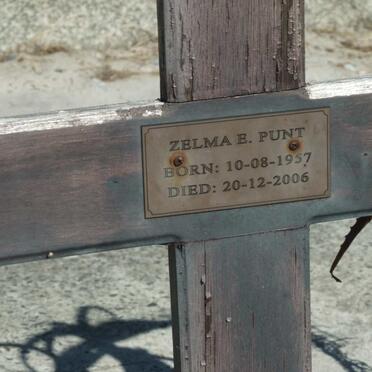 ZELMA E. PUNT
BORN: 10-08-1957
DIED: 20-12-2006